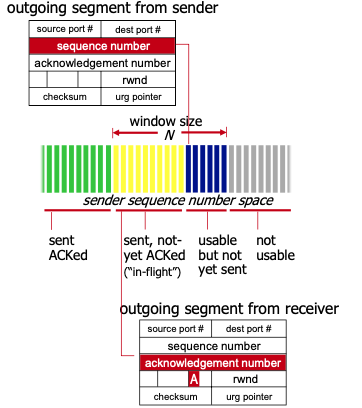 outgoing segment from sender
source port # dest port #
sequence number
acknowledgement number
rwnd
checksum urg pointer
window size
N
sender sequence number space
sent ACKed
sent, not-yet ACKed ("in-flight")
usable but not yet sent
not usable
outgoing segment from receiver
source port # dest port #
sequence number
acknowledgement number
A rwnd
checksum urg pointer